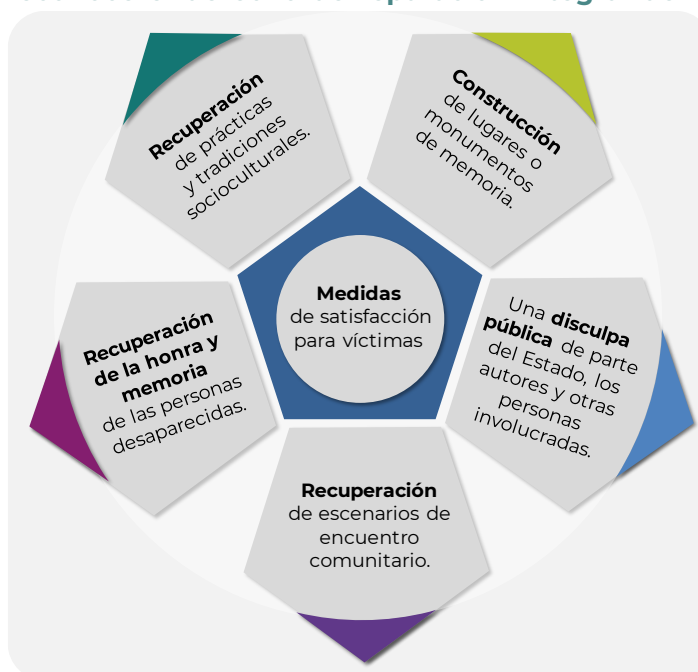 Recuperación
de prácticas
y tradiciones
socioculturales.
Construcción
de lugares o
monumentos
de memoria.
Medidas
de satisfacción
para víctimas
Una disculpa
pública de parte
del Estado, los
autores y otras
personas
involucradas.
Recuperación
de la honra y
memoria
de las personas
desaparecidas.
Recuperación
de escenarios de
encuentro
comunitario.